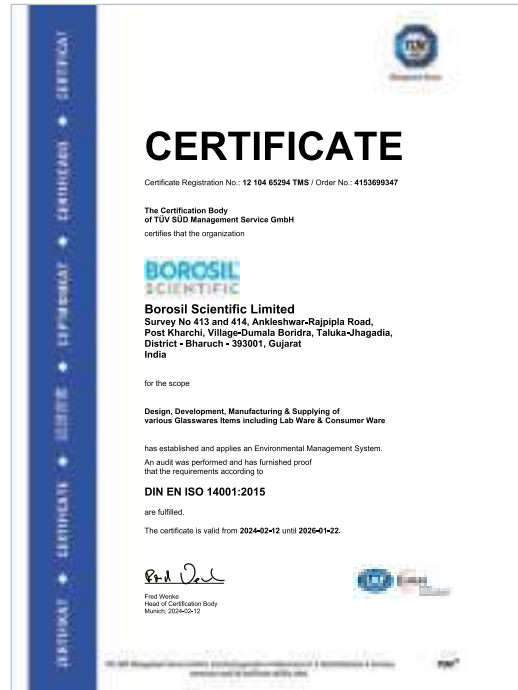 CERTIFICATE
Certificate Registration No.: 12 104 65294 TMS / Order No.: 4153699347
The Certification Body
of TÜV SÜD Management Service GmbH
certifies that the organization
BOROSIL
SCIENTIFIC
Borosil Scientific Limited
Survey No 413 and 414, Ankleshwar-Rajpipla Road,
Post Kharchi, Village-Dumala Boridra, Taluka-Jhagadia,
District - Bharuch - 393001, Gujarat
India
for the scope
Design, Development, Manufacturing & Supplying of
various Glasswares Items including Lab Ware & Consumer Ware
has established and applies an Environmental Management System.
An audit was performed and has furnished proof
that the requirements according to
DIN EN ISO 14001:2015
are fulfilled.
The certificate is valid from 2024-02-12 until 2026-01-22.
Fred Wenke
Head of Certification Body
Munich, 2024-02-12
ZERTIFIKAT ◆ CERTIFICATE ◆
CERTIFICADO ◆ CERTIFICAT
TÜV